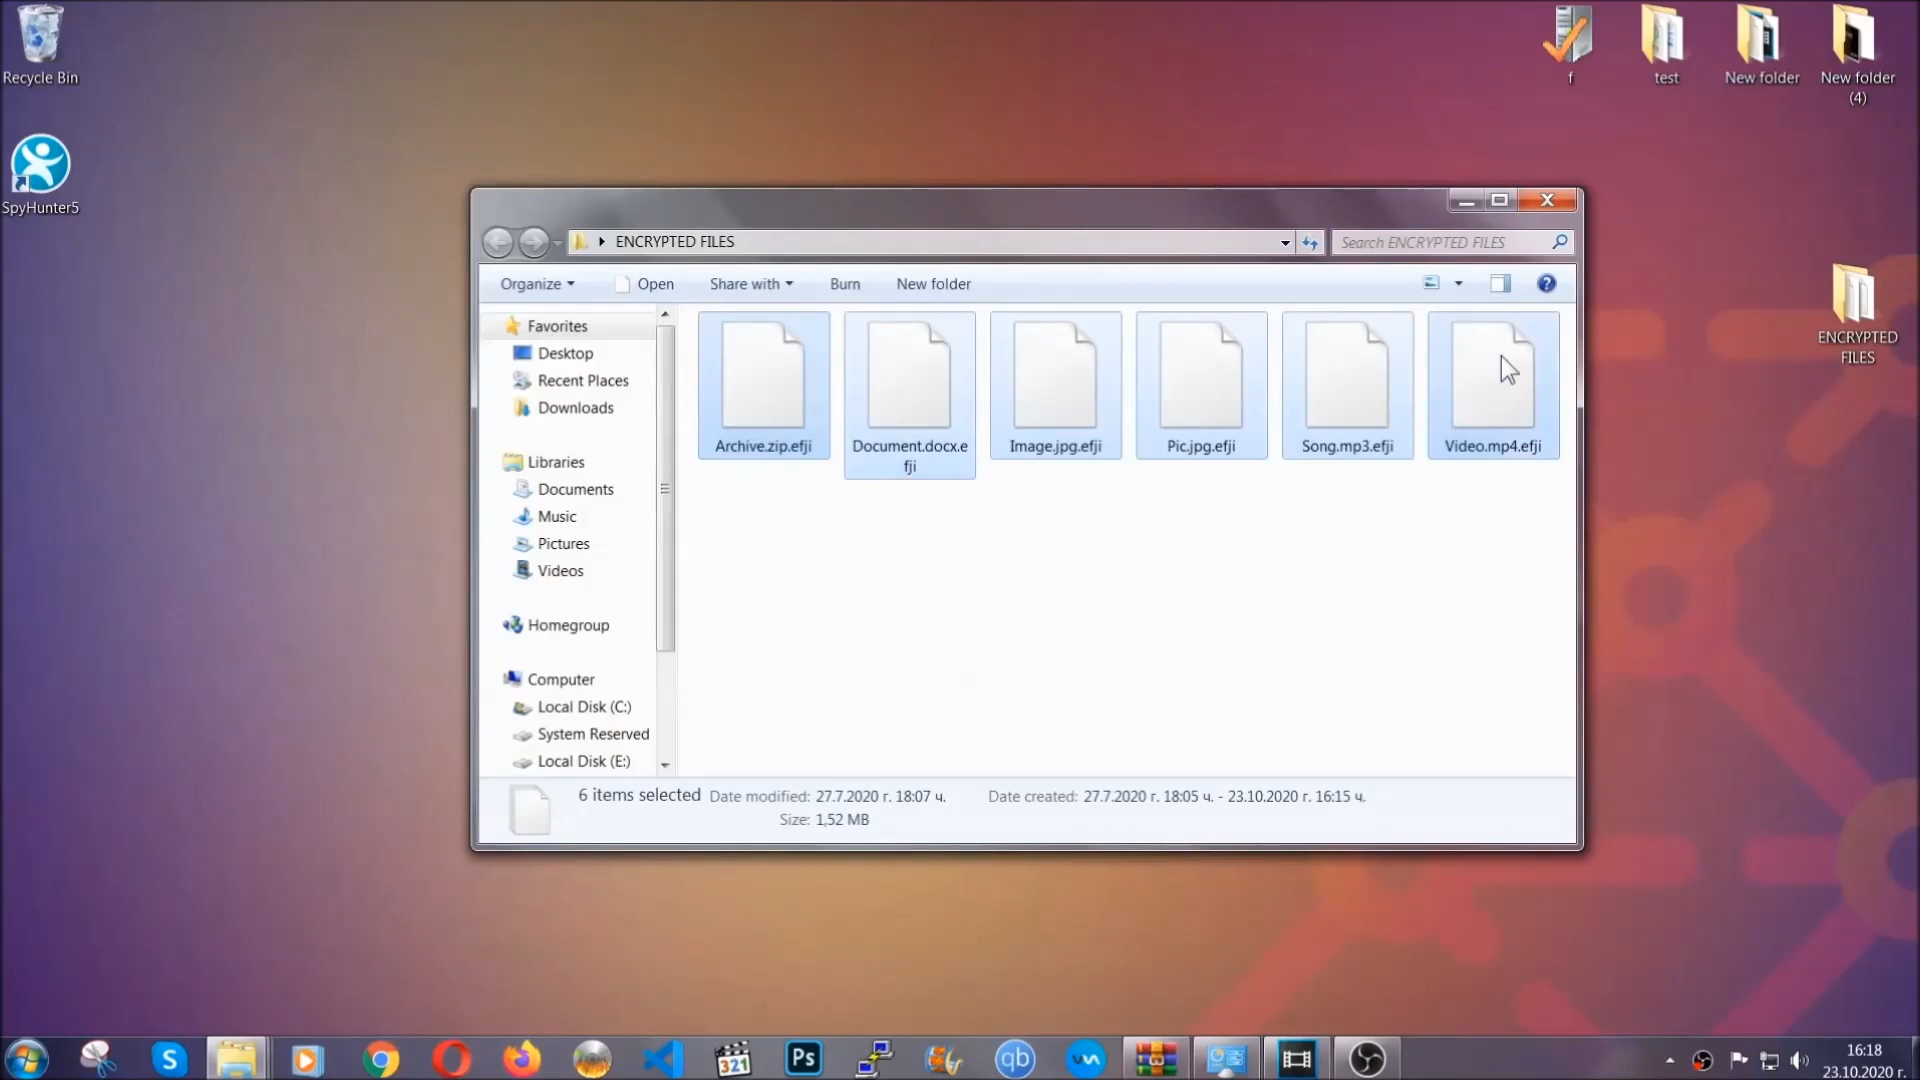 Recycle Bin
SpyHunter5
f
test
New folder
New folder
(4)
ENCRYPTED
FILES
ENCRYPTED FILES
Search ENCRYPTED FILES
Organize
Open
Share with
Burn
New folder
Favorites
Desktop
Recent Places
Downloads
Libraries
Documents
Music
Pictures
Videos
Homegroup
Computer
Local Disk (C:)
System Reserved
Local Disk (E:)
Archive.zip.efji
Document.docx.e
fji
Image.jpg.efji
Pic.jpg.efji
Song.mp3.efji
Video.mp4.efji
6 items selected
Date modified: 27.7.2020 г. 18:07 ч.
Date created: 27.7.2020 г. 18:05 ч. - 23.10.2020 г. 16:15 ч.
Size: 1,52 MB
S
321
Ps
qb
16:18
23.10.2020 г.